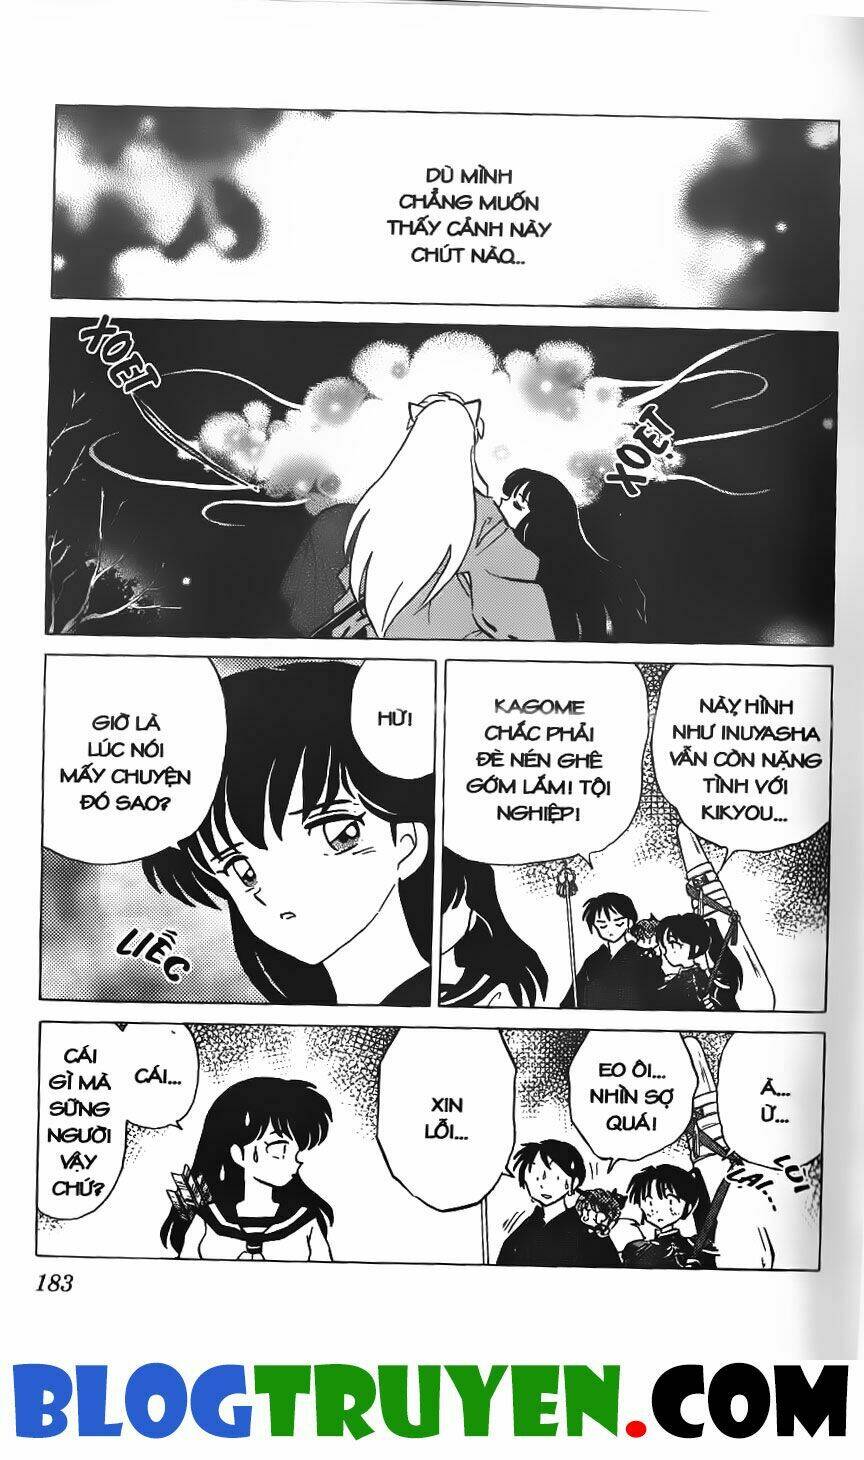 DÙ MÌNH
CHẲNG MUỐN
THẤY CẢNH NÀY
CHÚT NÀO...
XOẸT
XOẸT
NÀY, HÌNH
NHƯ INUYASHA
VẪN CÒN NẶNG
TÌNH VỚI
KIKYOU...
KAGOME
CHẮC PHẢI
ĐÈ NÉN GHÊ
GỚM LẮM! TỘI
NGHIỆP!
HỪ!
GIỜ LÀ
LÚC NÓI
MẤY CHUYỆN
ĐÓ SAO?
LIẾC
À...
Ừ...
LÙI
LẠI...
EO ÔI...
NHÌN SỢ
QUÁ!
XIN
LỖI...
CÁI...
CÁI
GÌ MÀ
SỮNG
NGƯỜI
VẬY
CHỨ?
183
BLOGTRUYEN.COM